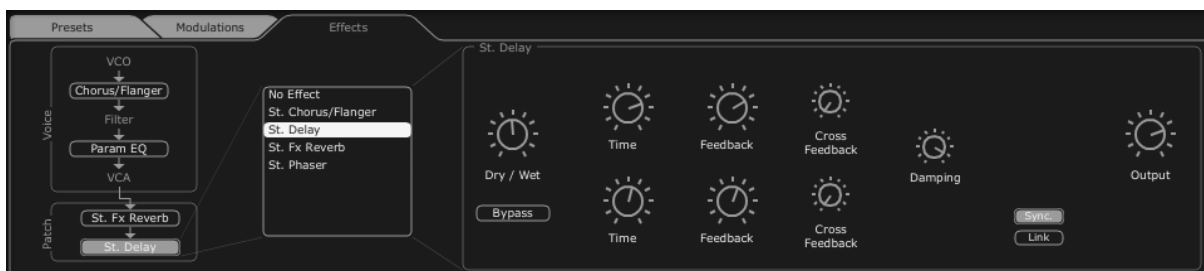 Presets
Modulations
Effects
Voice
VCO
Chorus/Flanger
Filter
Param EQ
VCA
Patch
St. Fx Reverb
St. Delay
No Effect
St. Chorus/Flanger
St. Delay
St. Fx Reverb
St. Phaser
St. Delay
Dry / Wet
Bypass
Time
Feedback
Cross
Feedback
Time
Feedback
Cross
Feedback
Damping
Sync.
Link
Output